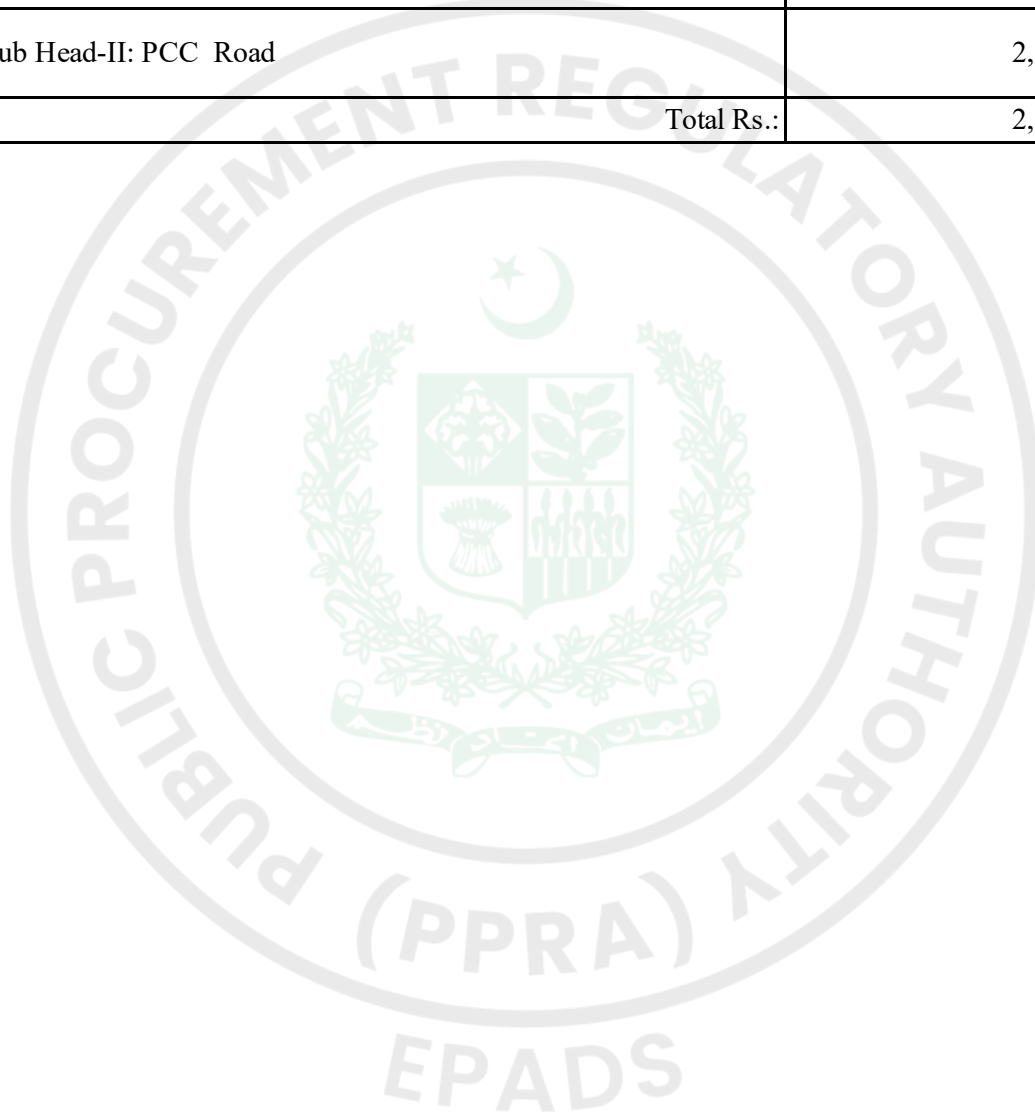 ub Head-II: PCC Road 2,
Total Rs.: 2,
PUBLIC PROCUREMENT REGULATORY AUTHORITY
(PPRA)
EPADS